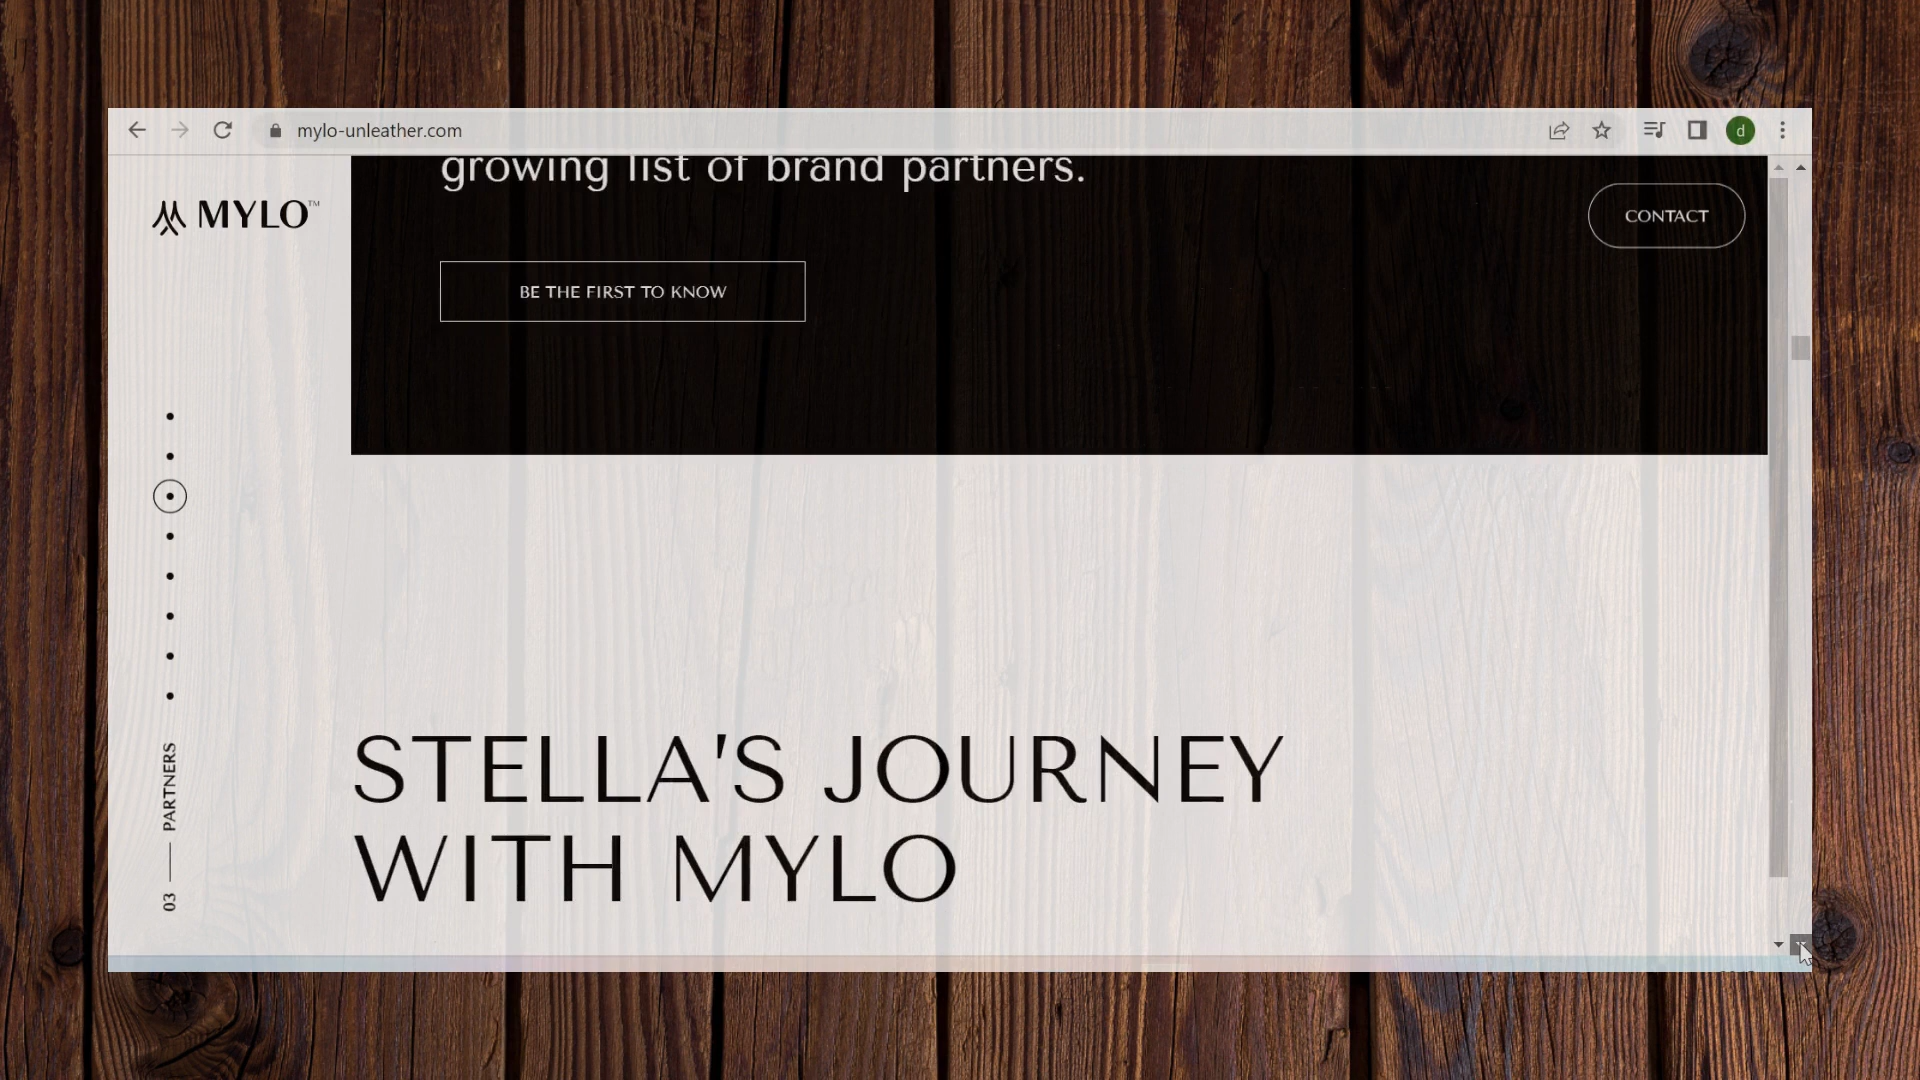 mylo-unleather.com
d
growing list of brand partners.
MYLO™
CONTACT
BE THE FIRST TO KNOW
STELLA'S JOURNEY
WITH MYLO
03 — PARTNERS